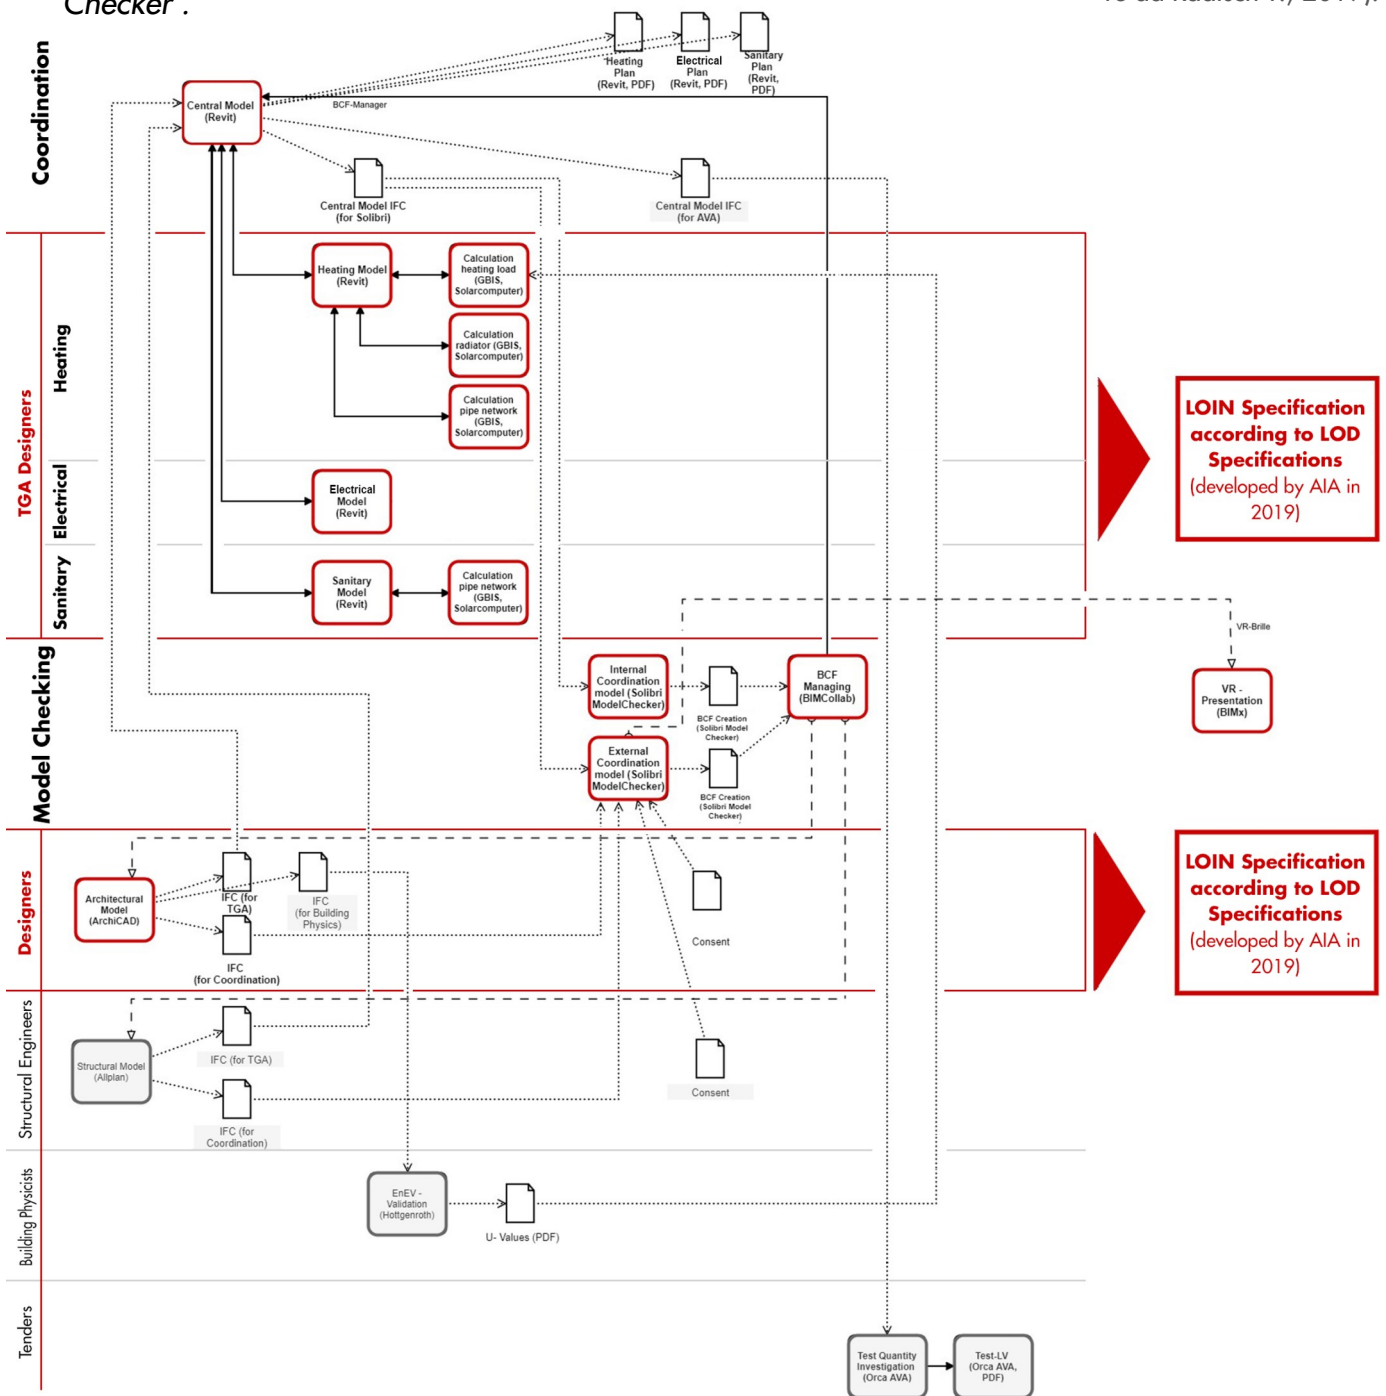 Checker".
Coordination
Heating
Plan
(Revit, PDF)
Electrical
Plan
(Revit, PDF)
Sanitary
Plan
(Revit,
PDF)
Central Model
(Revit)
BCF-Manager
Central Model IFC
(for Solibri)
Central Model IFC
(for AVA)
TGA Designers
Heating
Heating Model
(Revit)
Calculation
heating load
(GBIS,
Solarcomputer)
Calculation
radiator (GBIS,
Solarcomputer)
Calculation
pipe network
(GBIS,
Solarcomputer)
LOIN Specification
according to LOD
Specifications
(developed by AIA in
2019)
Electrical
Electrical
Model
(Revit)
Sanitary
Sanitary
Model
(Revit)
Calculation
pipe network
(GBIS,
Solarcomputer)
VR-Brille
Model Checking
Internal
Coordination
model (Solibri
ModelChecker)
BCF Creation
(Solibri Model
Checker)
BCF
Managing
(BIMCollab)
VR -
Presentation
(BIMx)
External
Coordination
model (Solibri
ModelChecker)
BCF Creation
(Solibri Model
Checker)
Designers
Architectural
Model
(ArchiCAD)
IFC (for
TGA)
IFC
(for Building
Physics)
IFC
(for Coordination)
Consent
LOIN Specification
according to LOD
Specifications
(developed by AIA in
2019)
Structural Engineers
Structural Model
(Allplan)
IFC (for TGA)
IFC (for
Coordination)
Consent
Building Physicists
EnEV -
Validation
(Hottgenroth)
U- Values (PDF)
Tenders
Test Quantity
Investigation
(Orca AVA)
Test-LV
(Orca AVA,
PDF)